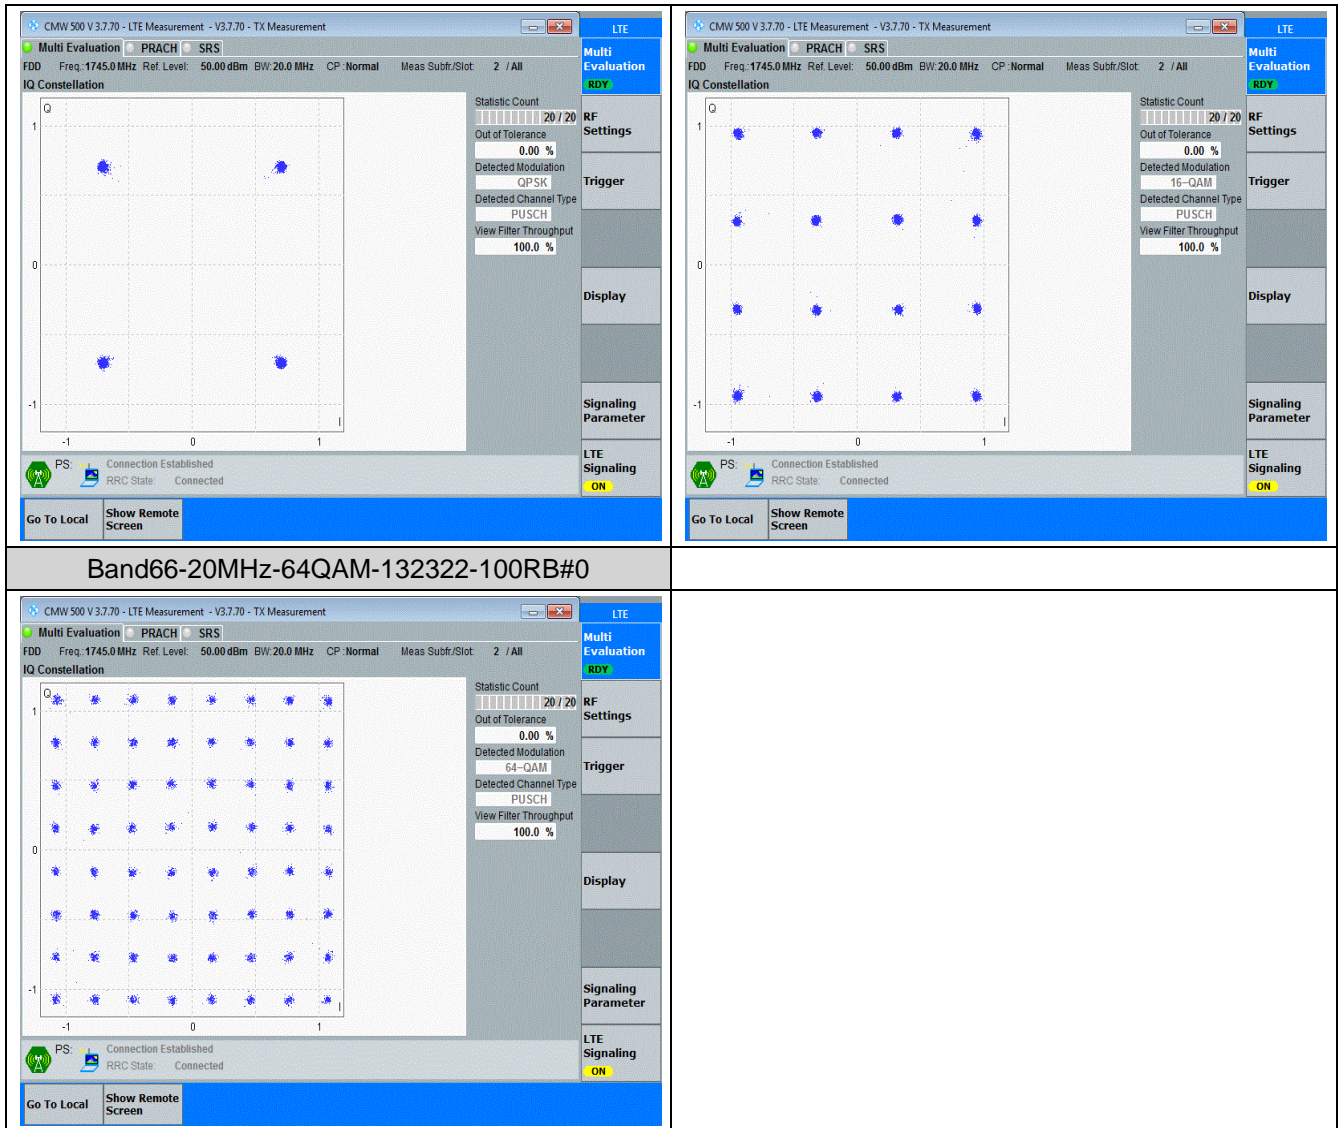 CMW 500 V 3.7.70 - LTE Measurement - V3.7.70 - TX Measurement
LTE
Multi Evaluation PRACH SRS
Multi Evaluation
RDY
FDD Freq.:1745.0 MHz Ref. Level: 50.00 dBm BW:20.0 MHz CP :Normal Meas Subfr./Slot: 2 / All
IQ Constellation
Q
1
0
-1
-1 0 1
I
Statistic Count
20 / 20
Out of Tolerance
0.00 %
Detected Modulation
QPSK
Detected Channel Type
PUSCH
View Filter Throughput
100.0 %
RF Settings
Trigger
Display
Signaling Parameter
LTE Signaling
ON
PS: Connection Established
RRC State: Connected
Go To Local
Show Remote Screen
CMW 500 V 3.7.70 - LTE Measurement - V3.7.70 - TX Measurement
LTE
Multi Evaluation PRACH SRS
Multi Evaluation
RDY
FDD Freq.:1745.0 MHz Ref. Level: 50.00 dBm BW:20.0 MHz CP :Normal Meas Subfr./Slot: 2 / All
IQ Constellation
Q
1
0
-1
-1 0 1
I
Statistic Count
20 / 20
Out of Tolerance
0.00 %
Detected Modulation
16-QAM
Detected Channel Type
PUSCH
View Filter Throughput
100.0 %
RF Settings
Trigger
Display
Signaling Parameter
LTE Signaling
ON
PS: Connection Established
RRC State: Connected
Go To Local
Show Remote Screen
Band66-20MHz-64QAM-132322-100RB#0
CMW 500 V 3.7.70 - LTE Measurement - V3.7.70 - TX Measurement
LTE
Multi Evaluation PRACH SRS
Multi Evaluation
RDY
FDD Freq.:1745.0 MHz Ref. Level: 50.00 dBm BW:20.0 MHz CP :Normal Meas Subfr./Slot: 2 / All
IQ Constellation
Q
1
0
-1
-1 0 1
I
Statistic Count
20 / 20
Out of Tolerance
0.00 %
Detected Modulation
64-QAM
Detected Channel Type
PUSCH
View Filter Throughput
100.0 %
RF Settings
Trigger
Display
Signaling Parameter
LTE Signaling
ON
PS: Connection Established
RRC State: Connected
Go To Local
Show Remote Screen